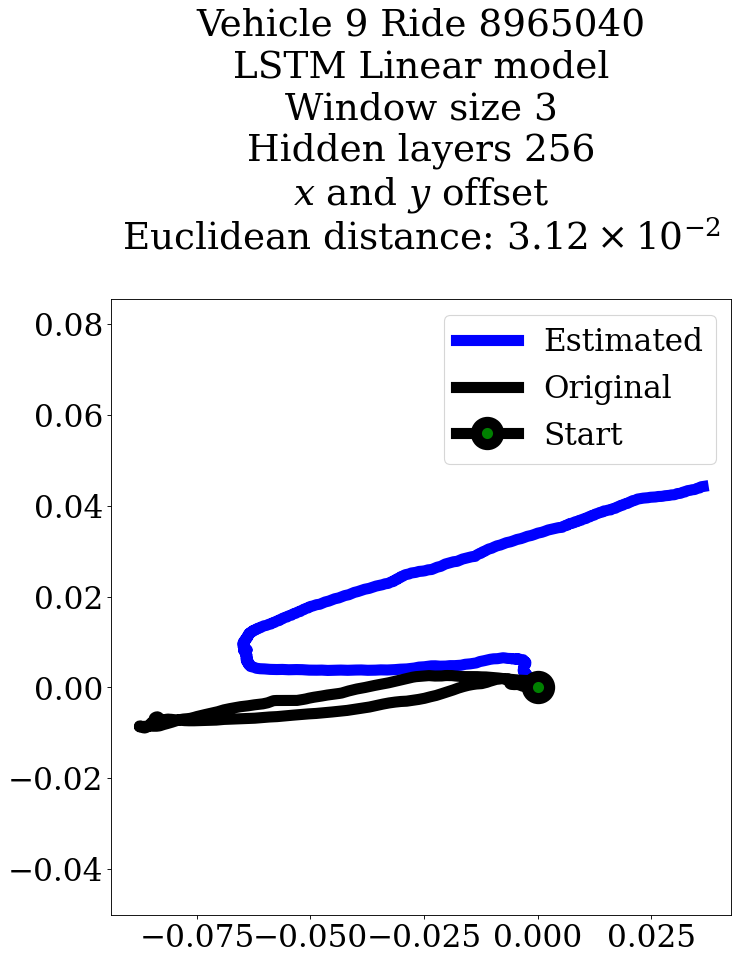 Vehicle 9 Ride 8965040
LSTM Linear model
Window size 3
Hidden layers 256
x and y offset
Euclidean distance: 3.12 × 10⁻²
Estimated
Original
Start
0.08
0.06
0.04
0.02
0.00
−0.02
−0.04
−0.075 −0.050 −0.025 0.000 0.025